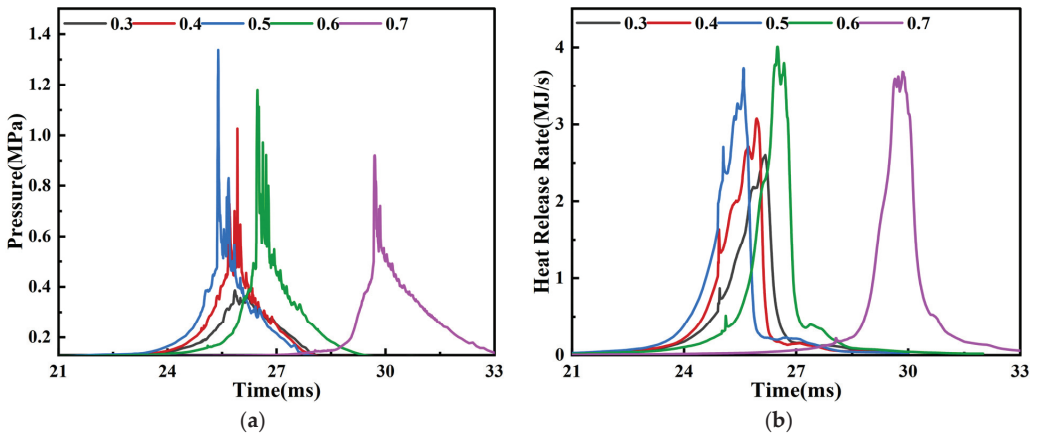 0.3 0.4 0.5 0.6 0.7
1.4
1.2
1.0
0.8
0.6
0.4
0.2
Pressure(MPa)
21 24 27 30 33
Time(ms)
(a)
0.3 0.4 0.5 0.6 0.7
4
3
2
1
0
Heat Release Rate(MJ/s)
21 24 27 30 33
Time(ms)
(b)